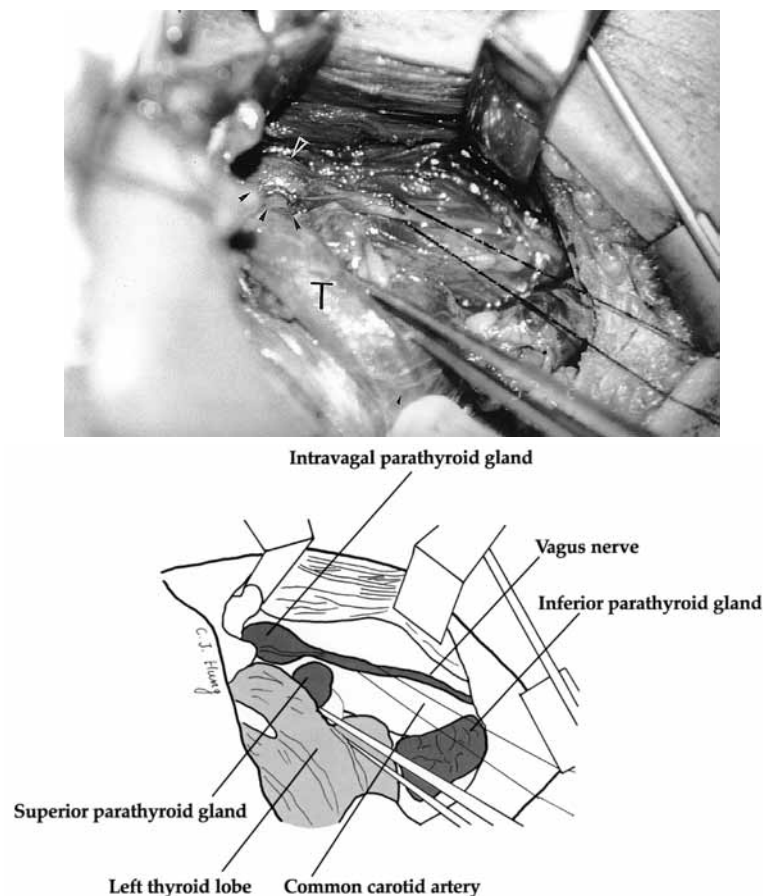 T
Intravagal parathyroid gland
Vagus nerve
Inferior parathyroid gland
C.J. Hung
Superior parathyroid gland
Left thyroid lobe
Common carotid artery